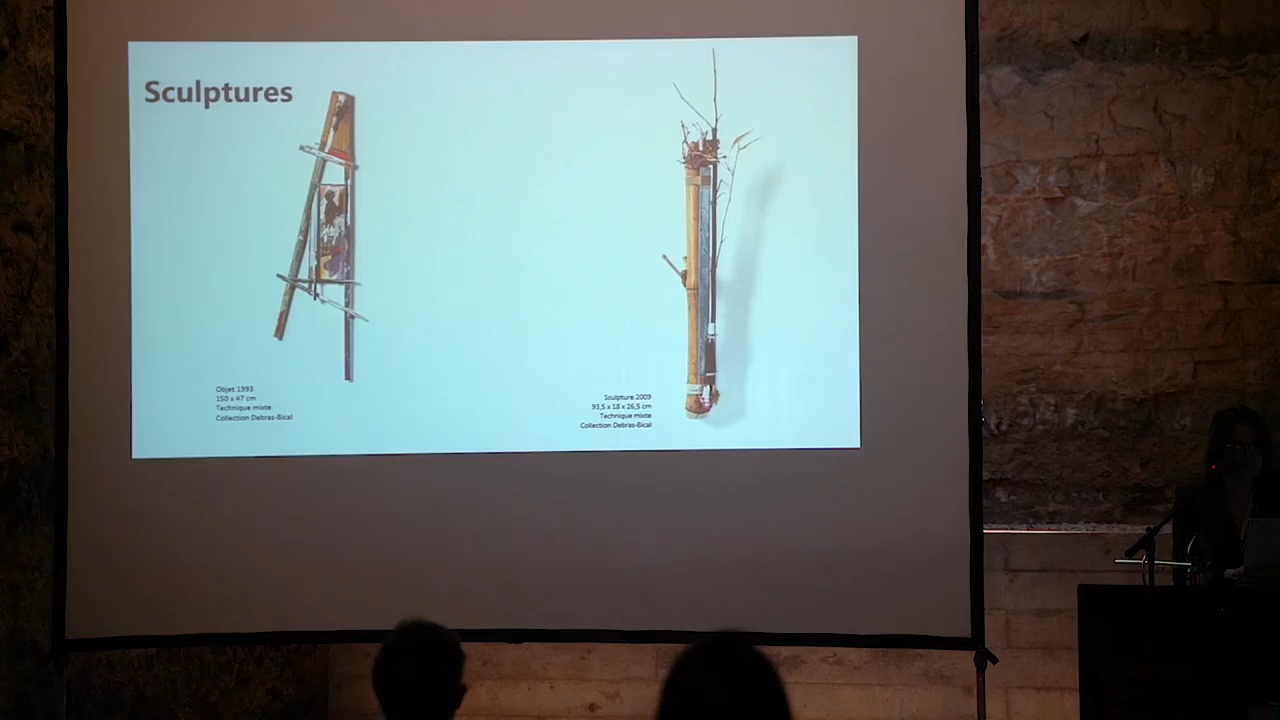 Sculptures
Objet 1993
150 x 47 cm
Technique mixte
Collection Debras-Bical
Sculpture 2009
93,5 x 18 x 26,5 cm
Technique mixte
Collection Debras-Bical